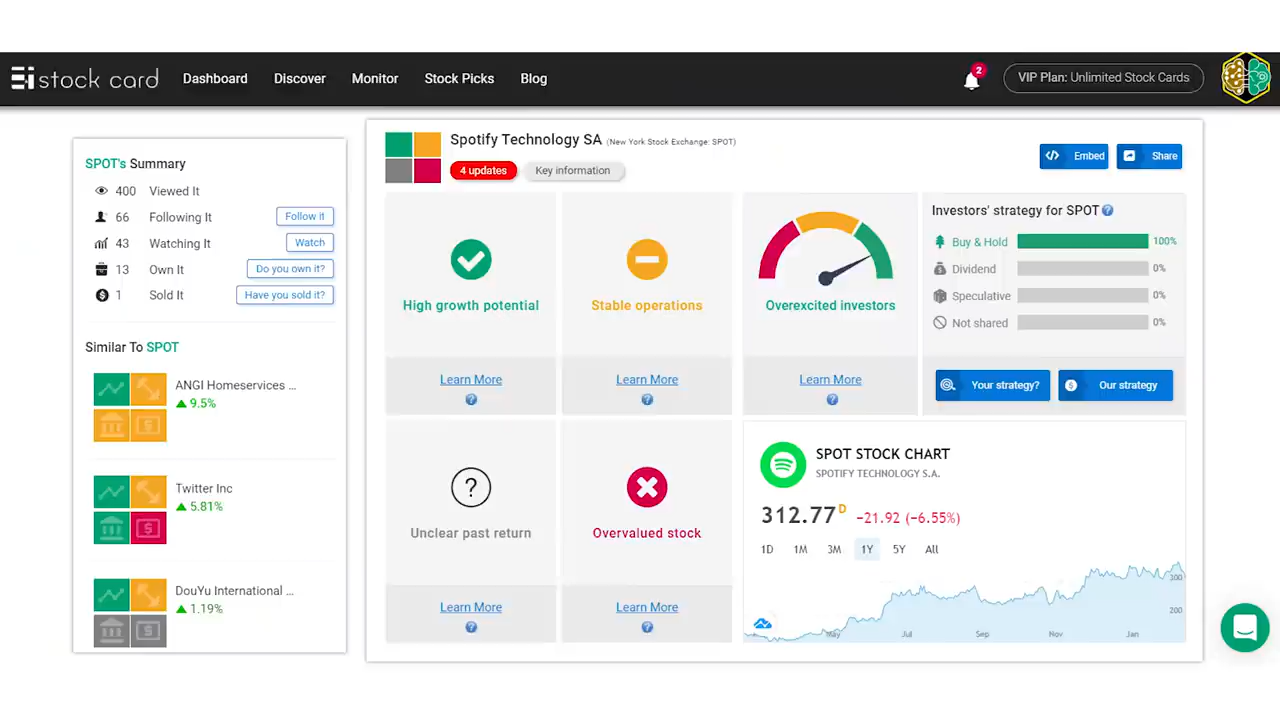 stock card
Dashboard
Discover
Monitor
Stock Picks
Blog
2
VIP Plan: Unlimited Stock Cards
SPOT's Summary
400 Viewed It
66 Following It
Follow it
43 Watching It
Watch
13 Own It
Do you own it?
1 Sold It
Have you sold it?
Similar To SPOT
ANGI Homeservices ...
9.5%
Twitter Inc
5.81%
DouYu International ...
1.19%
Spotify Technology SA (New York Stock Exchange: SPOT)
4 updates
Key information
Embed
Share
High growth potential
Learn More
?
Stable operations
Learn More
?
Overexcited investors
Learn More
?
Investors' strategy for SPOT ?
Buy & Hold 100%
Dividend 0%
Speculative 0%
Not shared 0%
Your strategy?
Our strategy
?
Unclear past return
Learn More
?
Overvalued stock
Learn More
?
SPOT STOCK CHART
SPOTIFY TECHNOLOGY S.A.
312.77 D −21.92 (−6.55%)
1D 1M 3M 1Y 5Y All
300
200
May Jul Sep Nov Jan